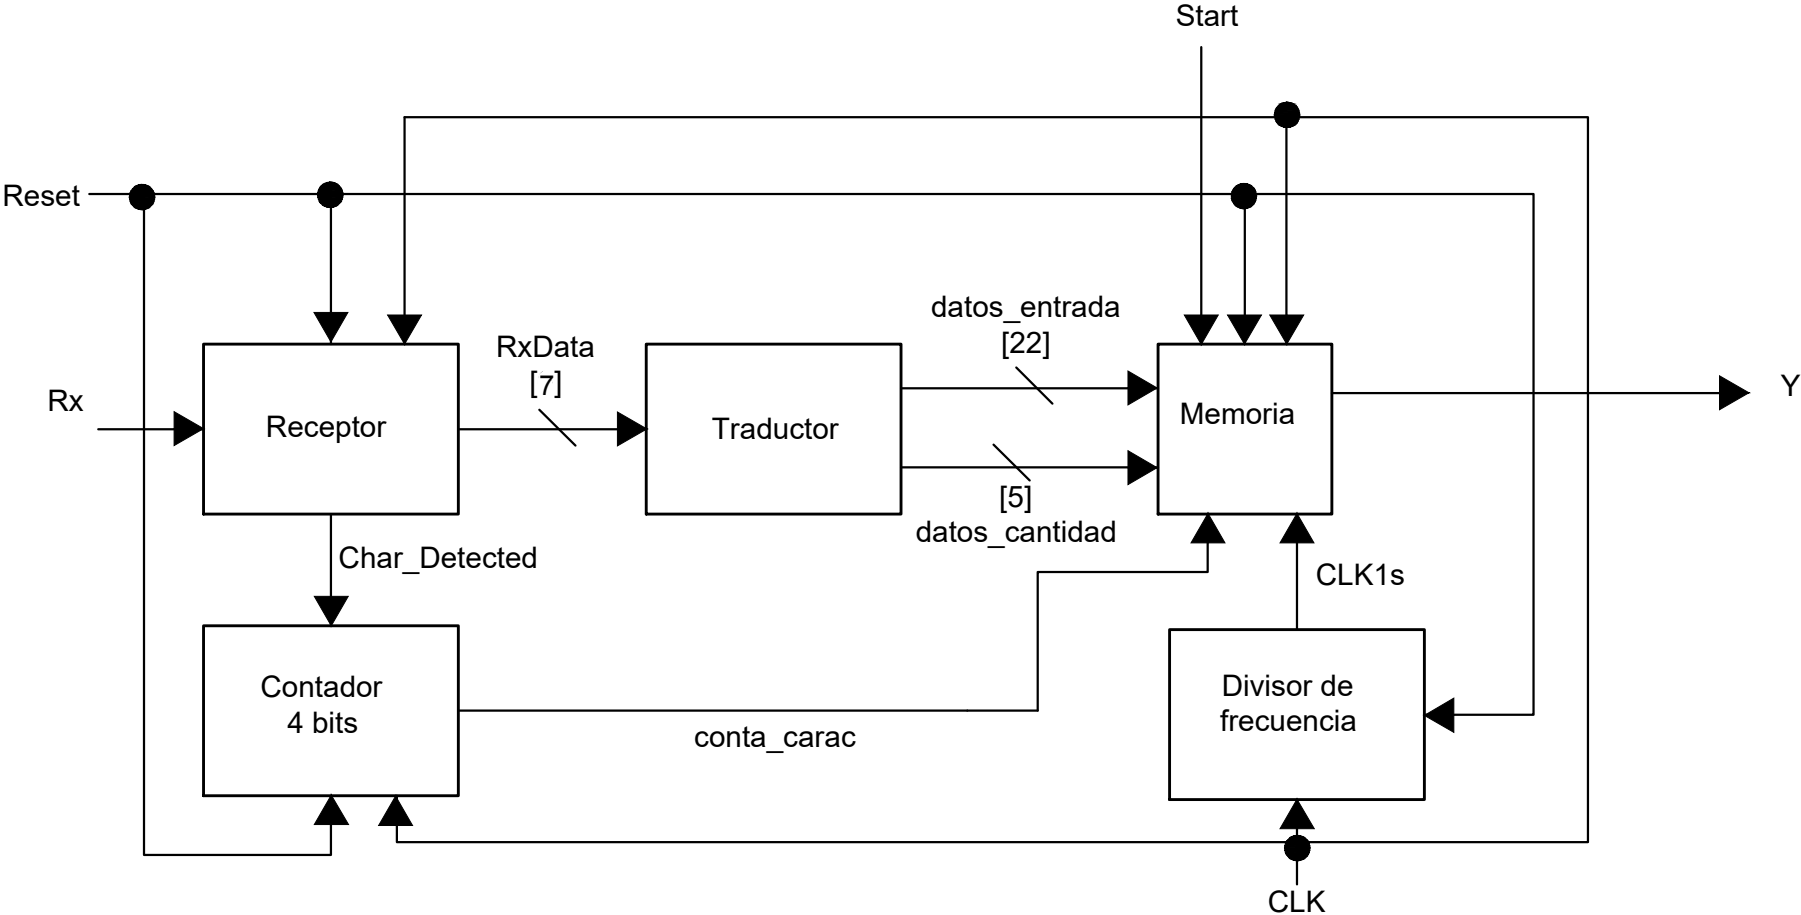 Start
Reset
datos_entrada
[22]
RxData
[7]
Rx
Receptor
Traductor
Memoria
Y
[5]
datos_cantidad
Char_Detected
CLK1s
Contador
4 bits
conta_carac
Divisor de
frecuencia
CLK